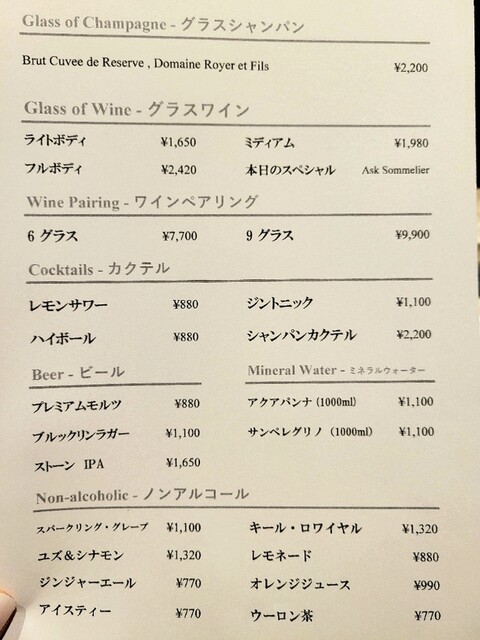 Glass of Champagne - グラスシャンパン
Brut Cuvee de Reserve , Domaine Royer et Fils ¥2,200
Glass of Wine - グラスワイン
ライトボディ ¥1,650 ミディアム ¥1,980
フルボディ ¥2,420 本日のスペシャル Ask Sommelier
Wine Pairing - ワインペアリング
6 グラス ¥7,700 9 グラス ¥9,900
Cocktails - カクテル
レモンサワー ¥880 ジントニック ¥1,100
ハイボール ¥880 シャンパンカクテル ¥2,200
Beer - ビール Mineral Water - ミネラルウォーター
プレミアムモルツ ¥880 アクアパンナ (1000ml) ¥1,100
ブルックリンラガー ¥1,100 サンペレグリノ (1000ml) ¥1,100
ストーン IPA ¥1,650
Non-alcoholic - ノンアルコール
スパークリング・グレープ ¥1,100 キール・ロワイヤル ¥1,320
ユズ&シナモン ¥1,320 レモネード ¥880
ジンジャーエール ¥770 オレンジジュース ¥990
アイスティー ¥770 ウーロン茶 ¥770